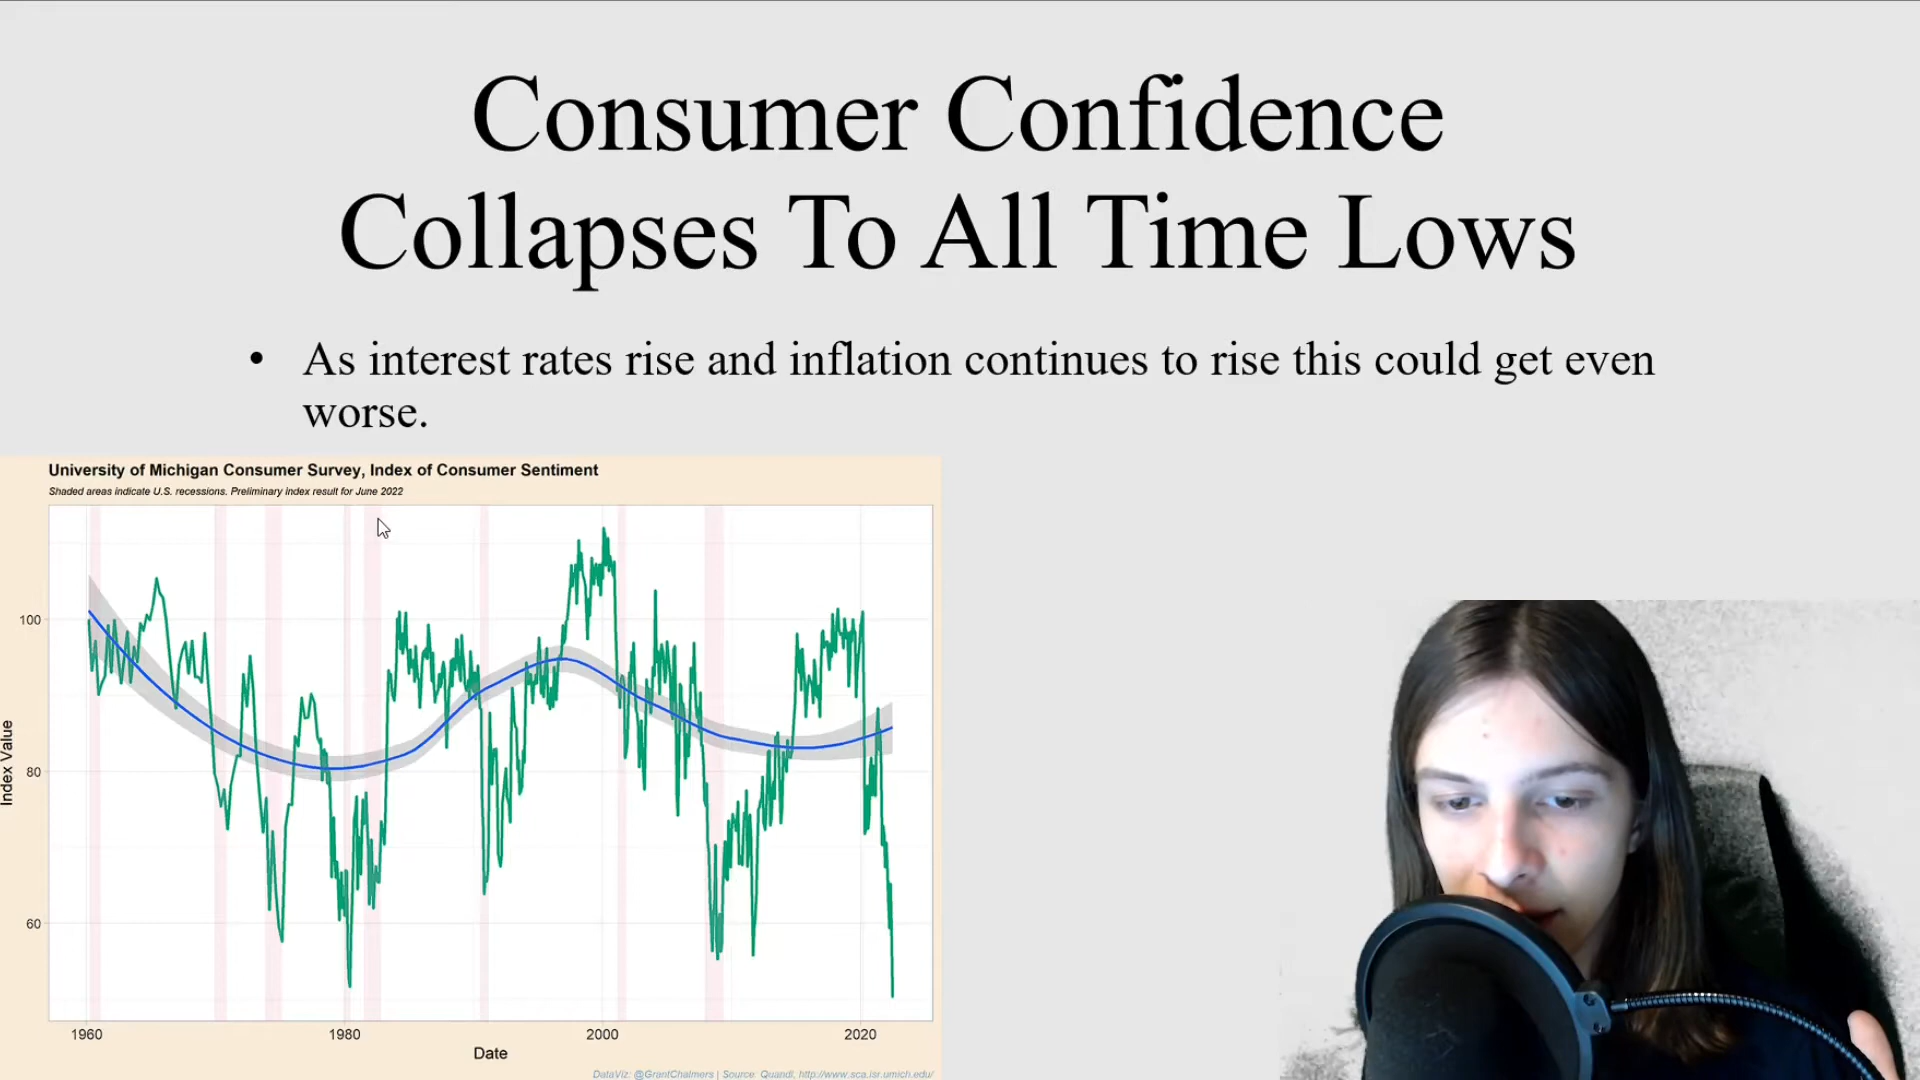 Consumer Confidence
Collapses To All Time Lows
• As interest rates rise and inflation continues to rise this could get even
worse.
University of Michigan Consumer Survey, Index of Consumer Sentiment
Shaded areas indicate U.S. recessions. Preliminary index result for June 2022
100
80
60
Index Value
1960 1980 2000 2020
Date
DataViz: @GrantChalmers | Source: Quandl, http://www.sca.isr.umich.edu/